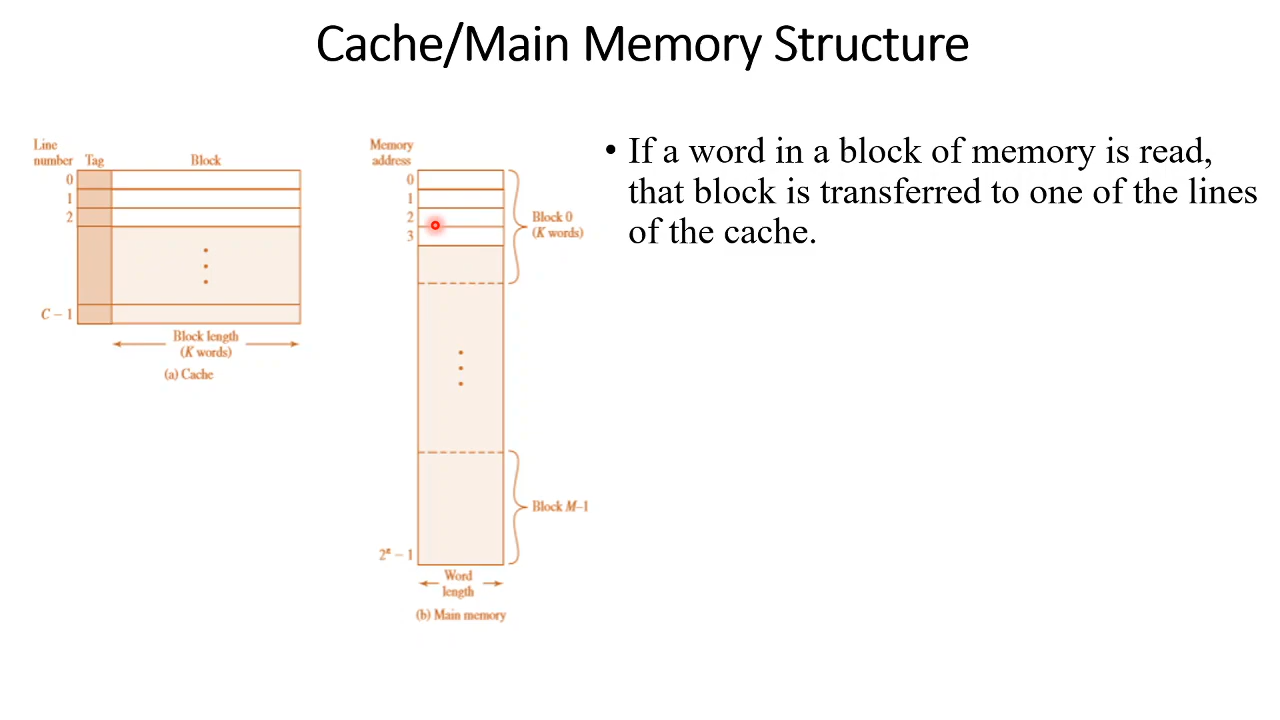 Cache/Main Memory Structure
Line
number Tag Block
0
1
2
C – 1
Block length
(K words)
(a) Cache
Memory
address
0
1
2
3
Block 0
(K words)
Block M–1
2ⁿ – 1
Word
length
(b) Main memory
• If a word in a block of memory is read,
that block is transferred to one of the lines
of the cache.